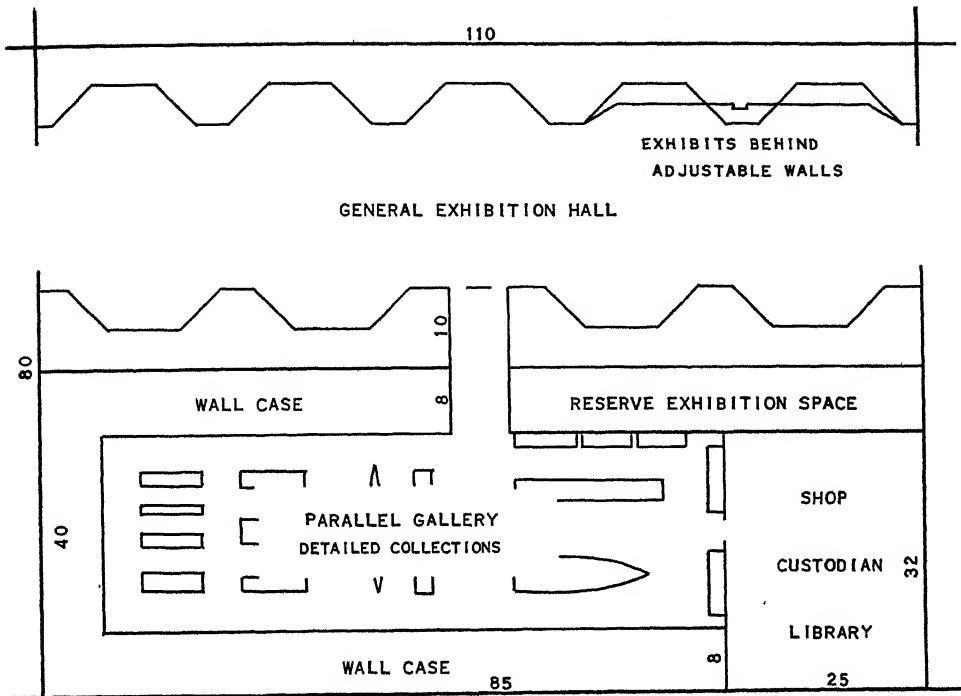 110
EXHIBITS BEHIND
ADJUSTABLE WALLS
GENERAL EXHIBITION HALL
10
80
WALL CASE
8
RESERVE EXHIBITION SPACE
PARALLEL GALLERY
DETAILED COLLECTIONS
40
SHOP
CUSTODIAN
32
LIBRARY
WALL CASE
8
85
25